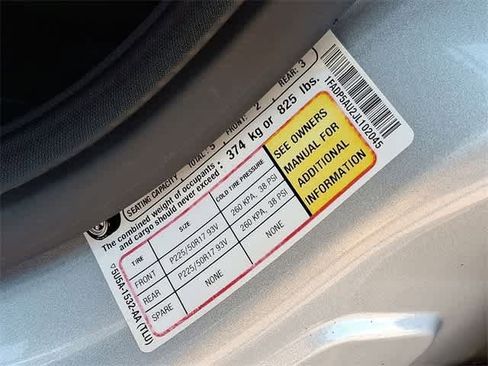 SEATING CAPACITY TOTAL: 5 FRONT: 2 REAR: 3
The combined weight of occupants
and cargo should never exceed: 374 kg or 825 lbs.
TIRE SIZE COLD TIRE PRESSURE
FRONT P225/50R17 93V 260 KPA, 38 PSI
REAR P225/50R17 93V 260 KPA, 38 PSI
SPARE NONE NONE
SEE OWNERS
MANUAL FOR
ADDITIONAL
INFORMATION
5U5A-1532-AA (TLU)
1FADP5AU2JL102045